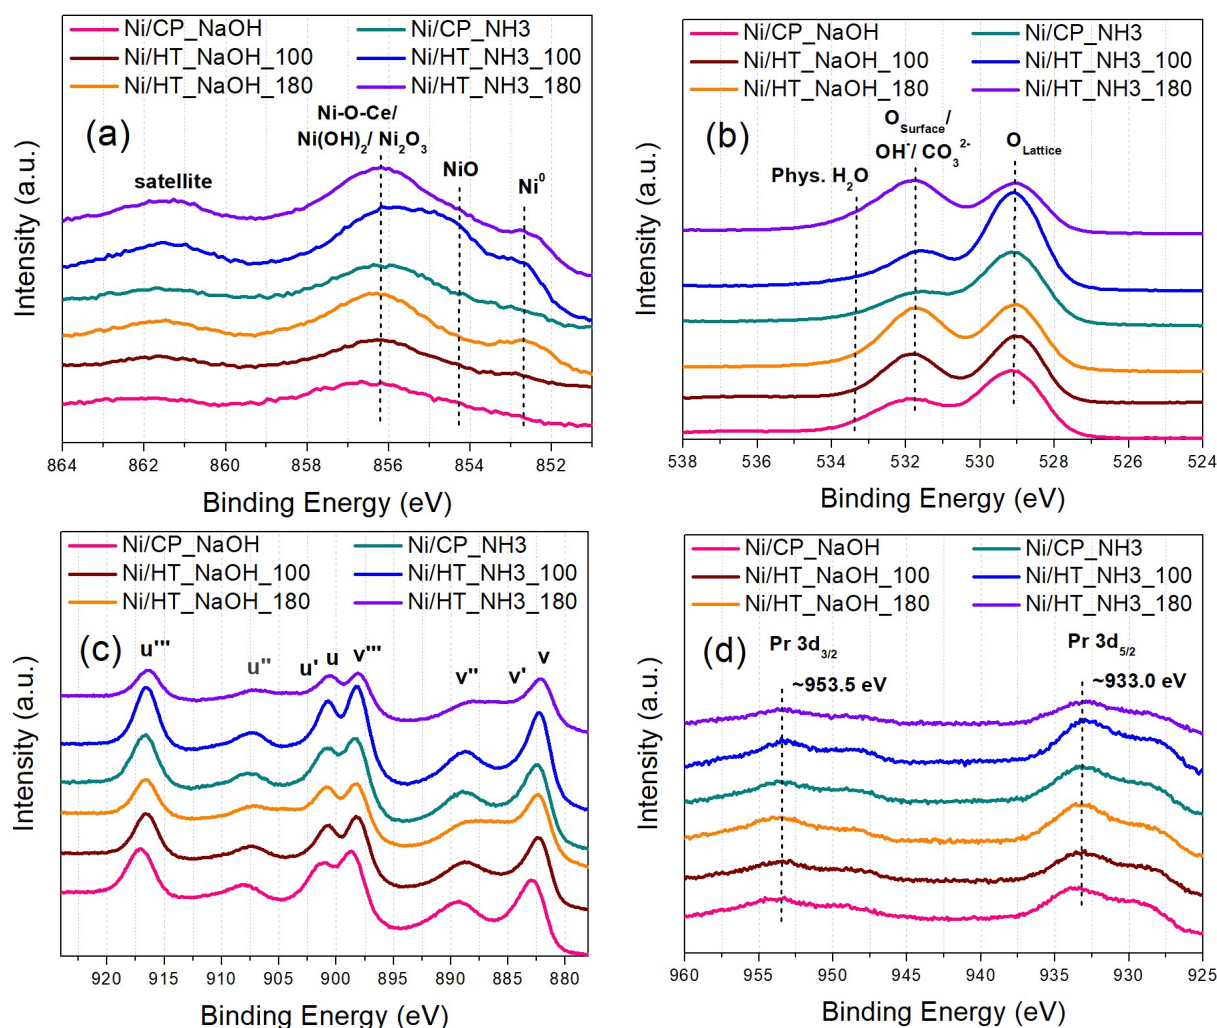 Ni/CP_NaOH Ni/CP_NH3
Ni/HT_NaOH_100 Ni/HT_NH3_100
Ni/HT_NaOH_180 Ni/HT_NH3_180
(a)
Ni-O-Ce/
Ni(OH)₂/ Ni₂O₃
NiO
Ni⁰
satellite
Intensity (a.u.)
864 862 860 858 856 854 852
Binding Energy (eV)
Ni/CP_NaOH Ni/CP_NH3
Ni/HT_NaOH_100 Ni/HT_NH3_100
Ni/HT_NaOH_180 Ni/HT_NH3_180
(b)
O Surface/
OH⁻/ CO₃²⁻
O Lattice
Phys. H₂O
Intensity (a.u.)
538 536 534 532 530 528 526 524
Binding Energy (eV)
Ni/CP_NaOH Ni/CP_NH3
Ni/HT_NaOH_100 Ni/HT_NH3_100
Ni/HT_NaOH_180 Ni/HT_NH3_180
(c)
u''' u'' u' u v''' v'' v' v
Intensity (a.u.)
920 915 910 905 900 895 890 885 880
Binding Energy (eV)
Ni/CP_NaOH Ni/CP_NH3
Ni/HT_NaOH_100 Ni/HT_NH3_100
Ni/HT_NaOH_180 Ni/HT_NH3_180
(d)
Pr 3d₃/₂
~953.5 eV
Pr 3d₅/₂
~933.0 eV
Intensity (a.u.)
960 955 950 945 940 935 930 925
Binding Energy (eV)